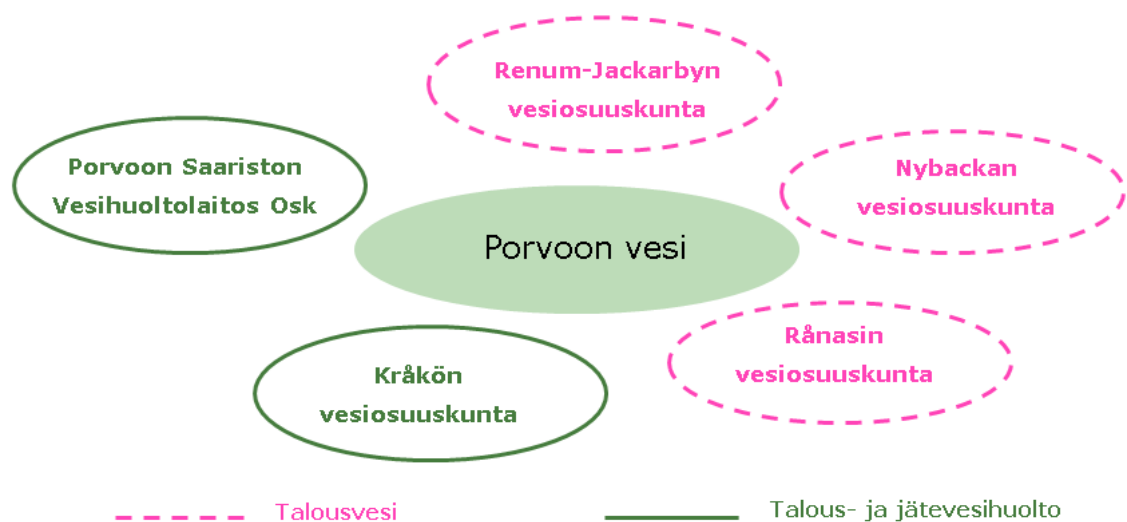 Renum-Jackarbyn
vesiosuuskunta
Porvoon Saariston
Vesihuoltolaitos Osk
Nybackan
vesiosuuskunta
Porvoon vesi
Rånasin
vesiosuuskunta
Kråkön
vesiosuuskunta
Talousvesi
Talous- ja jätevesihuolto